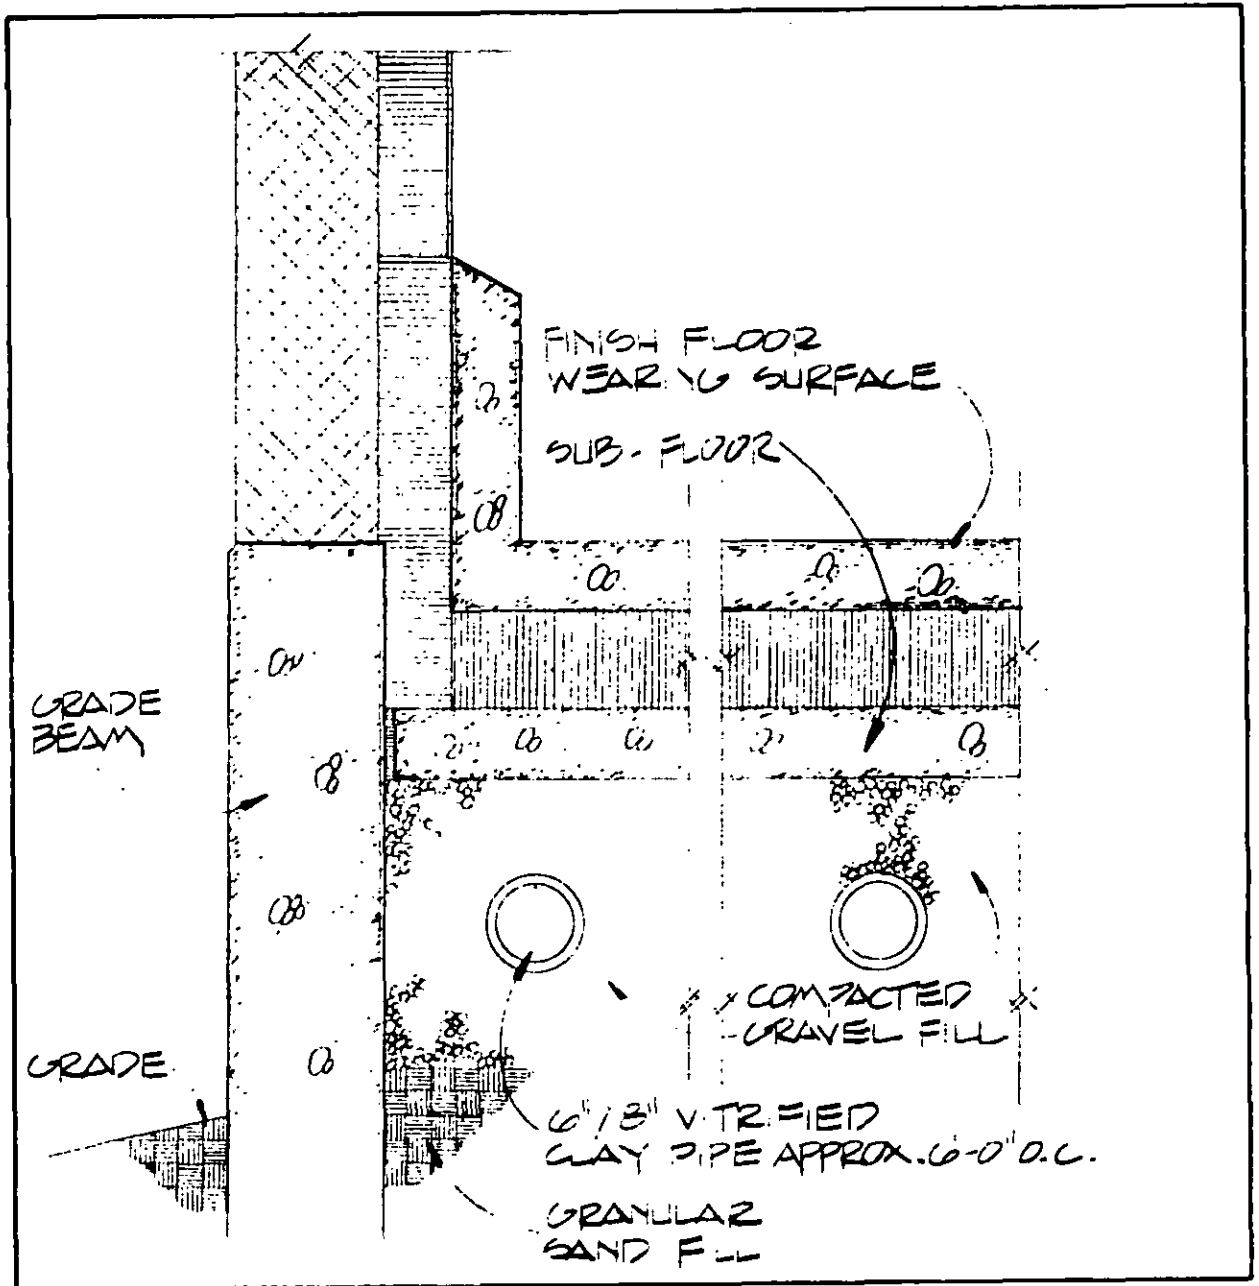 FINISH FLOOR
WEARING SURFACE
SUB-FLOOR
GRADE
BEAM
COMPACTED
GRAVEL FILL
GRADE
6"/8" VITRIFIED
CLAY PIPE APPROX. 6'-0" O.C.
GRANULAR
SAND FILL